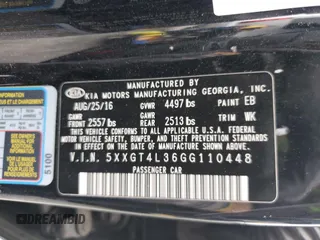 MANUFACTURED BY
KIA KIA MOTORS MANUFACTURING GEORGIA, INC.
AUG/25/16 GVWR 4497 lbs PAINT EB
GAWR FRONT 2557 lbs GAWR REAR 2513 lbs TRIM WK
THIS VEHICLE CONFORMS TO ALL APPLICABLE FEDERAL
MOTOR VEHICLE SAFETY, BUMPER, AND THEFT
PREVENTION STANDARDS IN EFFECT ON THE DATE OF
MANUFACTURE SHOWN ABOVE.
V.I.N. 5XXGT4L36GG110448
PASSENGER CAR
5100